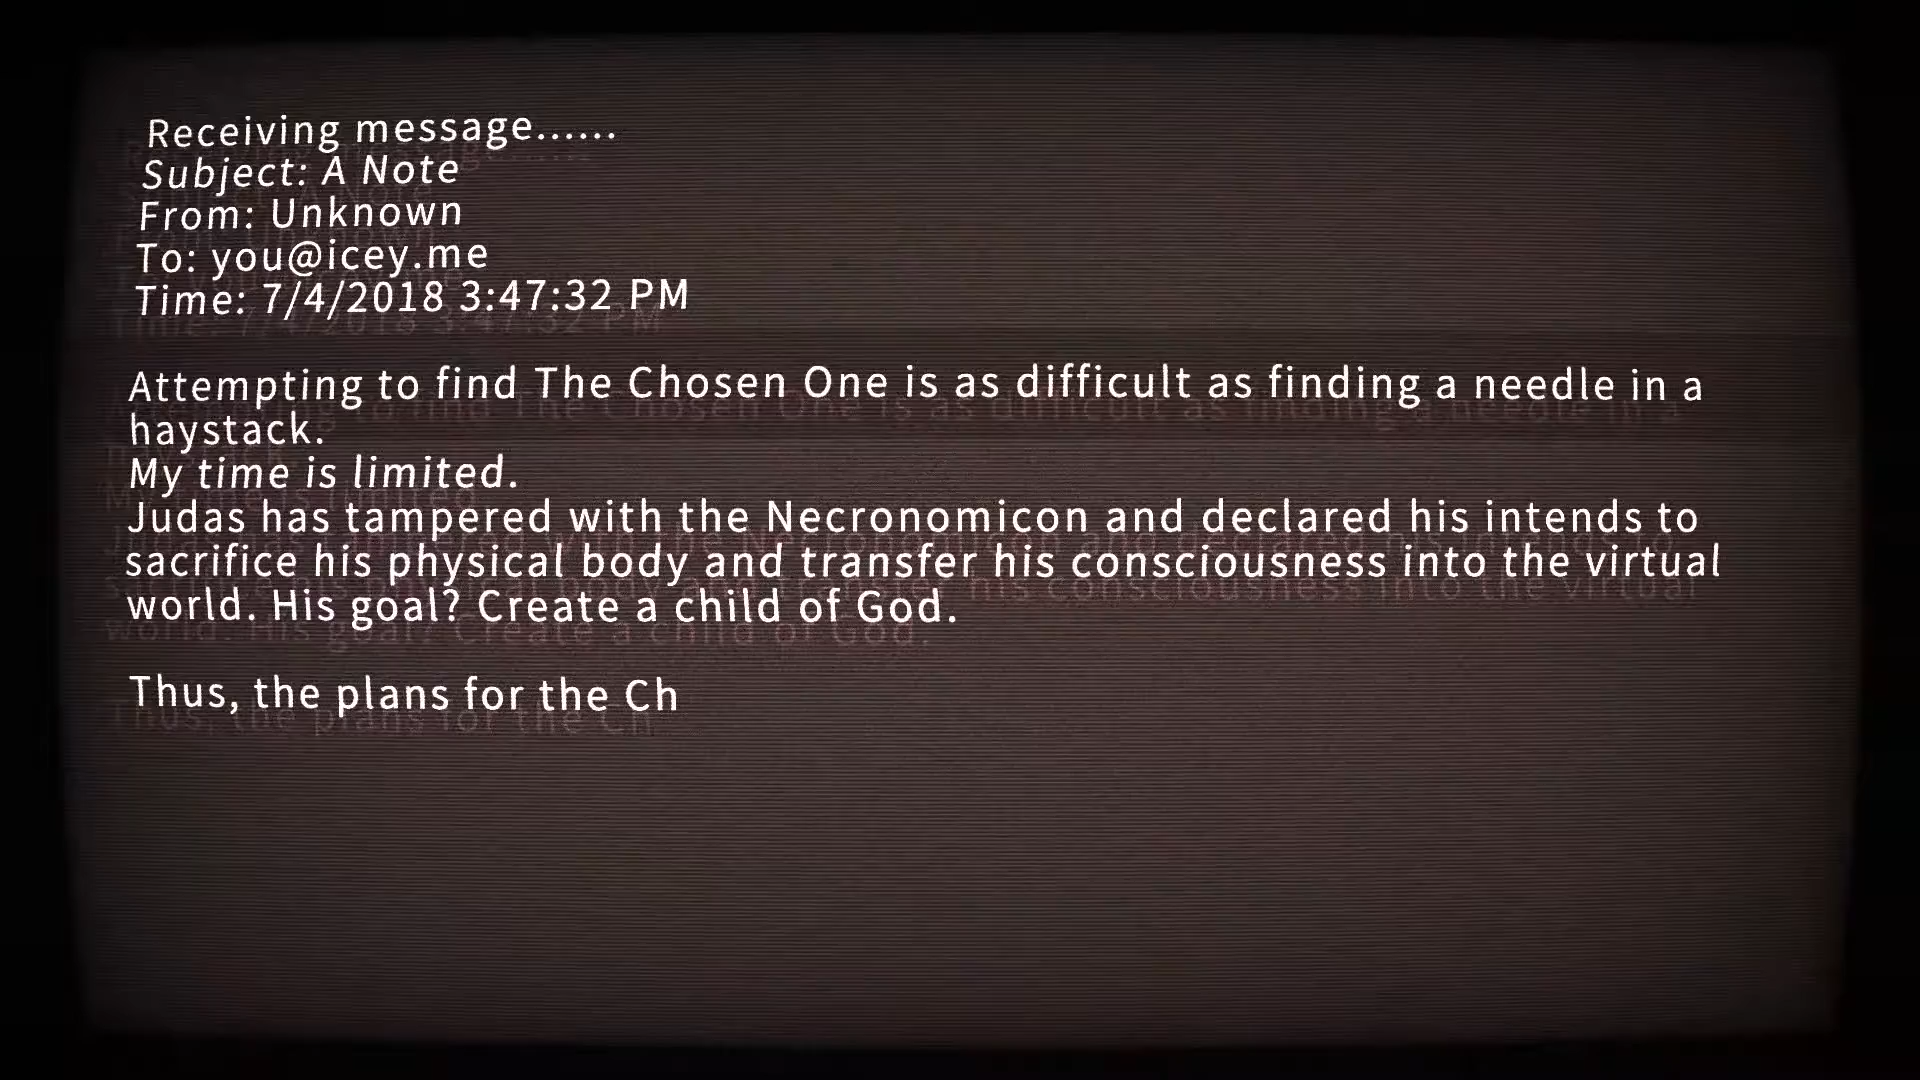 Receiving message......
Subject: A Note
From: Unknown
To: you@icey.me
Time: 7/4/2018 3:47:32 PM
Attempting to find The Chosen One is as difficult as finding a needle in a
haystack.
My time is limited.
Judas has tampered with the Necronomicon and declared his intends to
sacrifice his physical body and transfer his consciousness into the virtual
world. His goal? Create a child of God.
Thus, the plans for the Ch